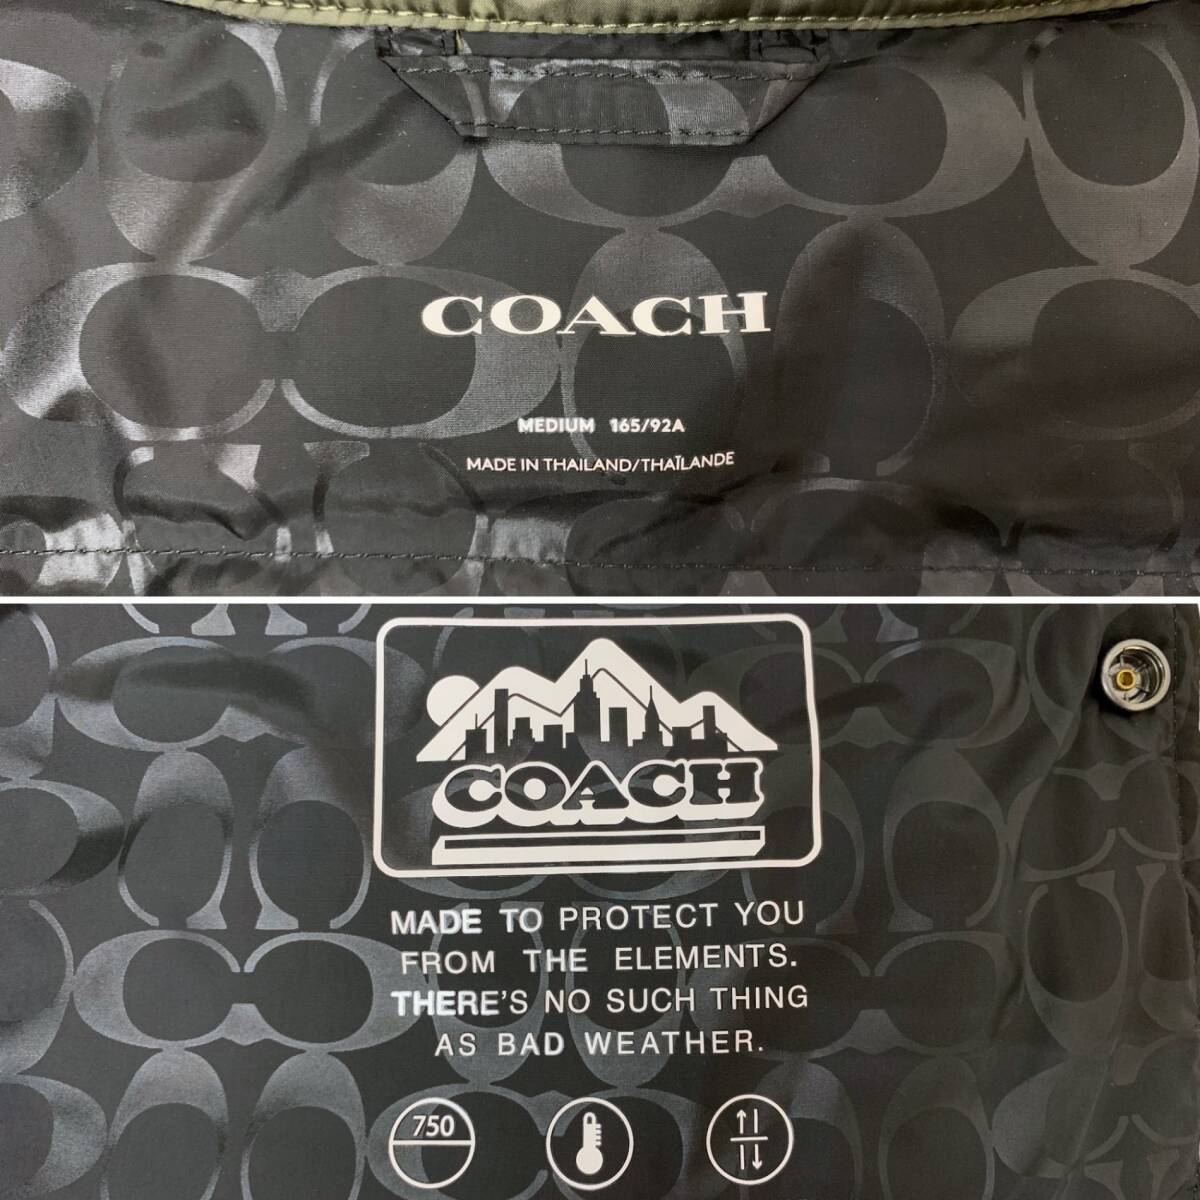 COACH
MEDIUM 165/92A
MADE IN THAILAND/THAÏLANDE
COACH
MADE TO PROTECT YOU
FROM THE ELEMENTS.
THERE'S NO SUCH THING
AS BAD WEATHER.
750